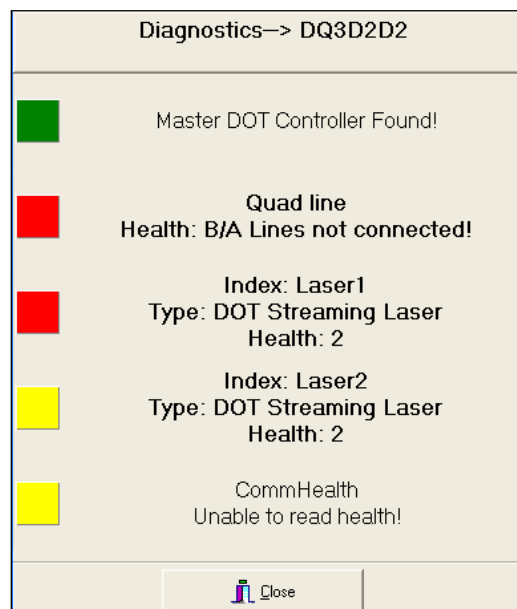 Diagnostics—> DQ3D2D2
Master DOT Controller Found!
Quad line
Health: B/A Lines not connected!
Index: Laser1
Type: DOT Streaming Laser
Health: 2
Index: Laser2
Type: DOT Streaming Laser
Health: 2
CommHealth
Unable to read health!
Close